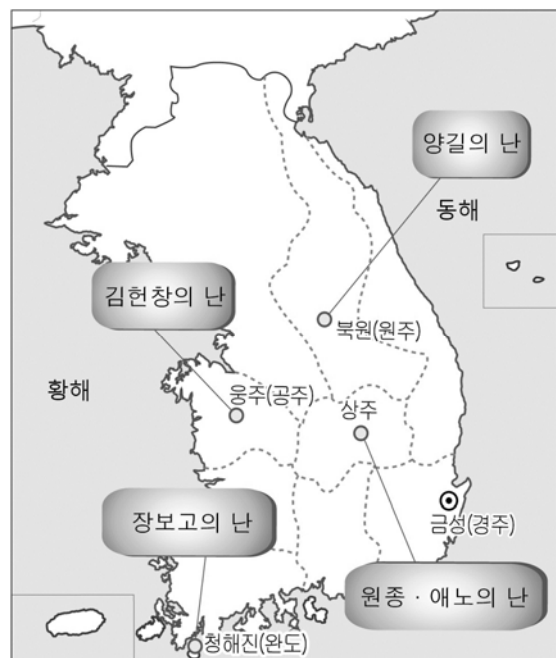 양길의 난
동해
김헌창의 난
북원(원주)
황해
웅주(공주)
상주
장보고의 난
금성(경주)
원종 · 애노의 난
청해진(완도)